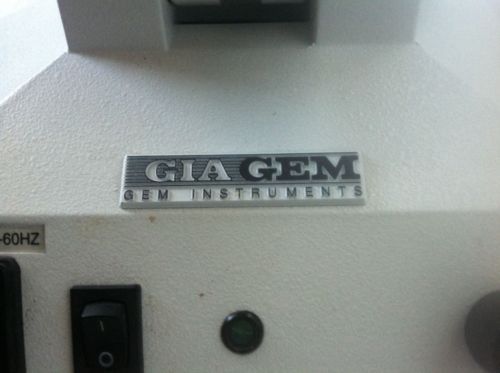 GIA GEM
GEM INSTRUMENTS
-60HZ